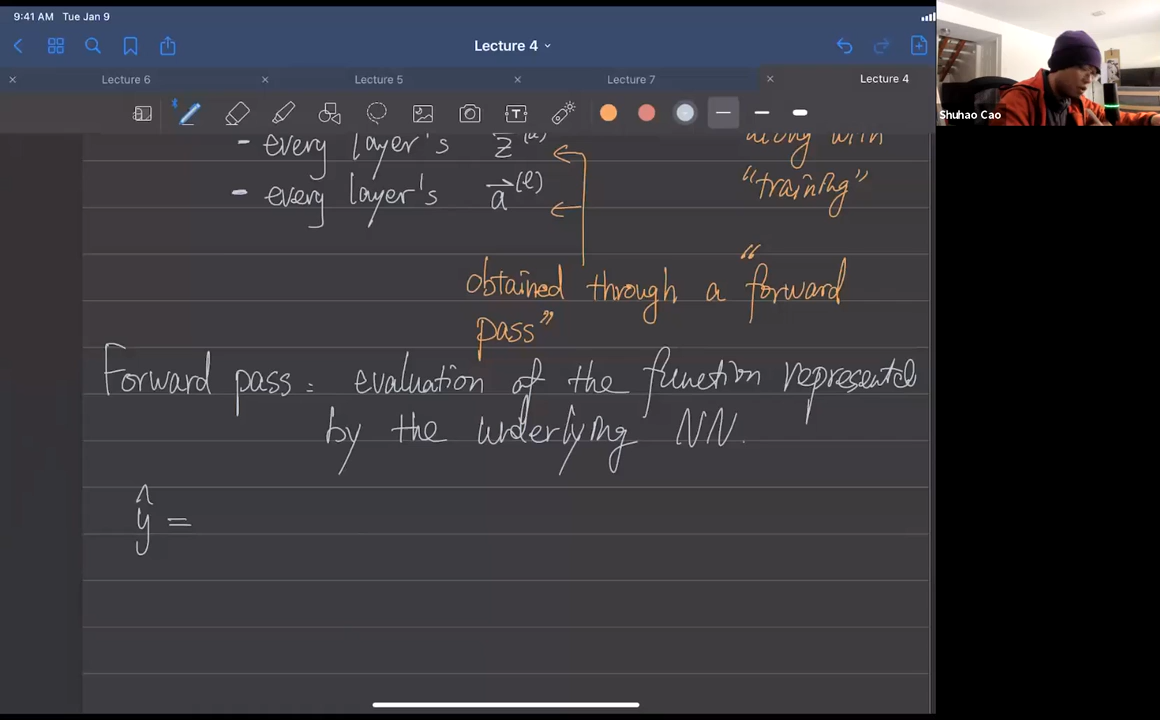 9:41 AM Tue Jan 9
Lecture 4
Lecture 6
Lecture 5
Lecture 7
Lecture 4
Shuhao Cao
- every layer's z
- every layer's a^(l)
along with
"training"
obtained through a "forward
pass"
Forward pass: evaluation of the function represented
by the underlying NN.
ŷ =